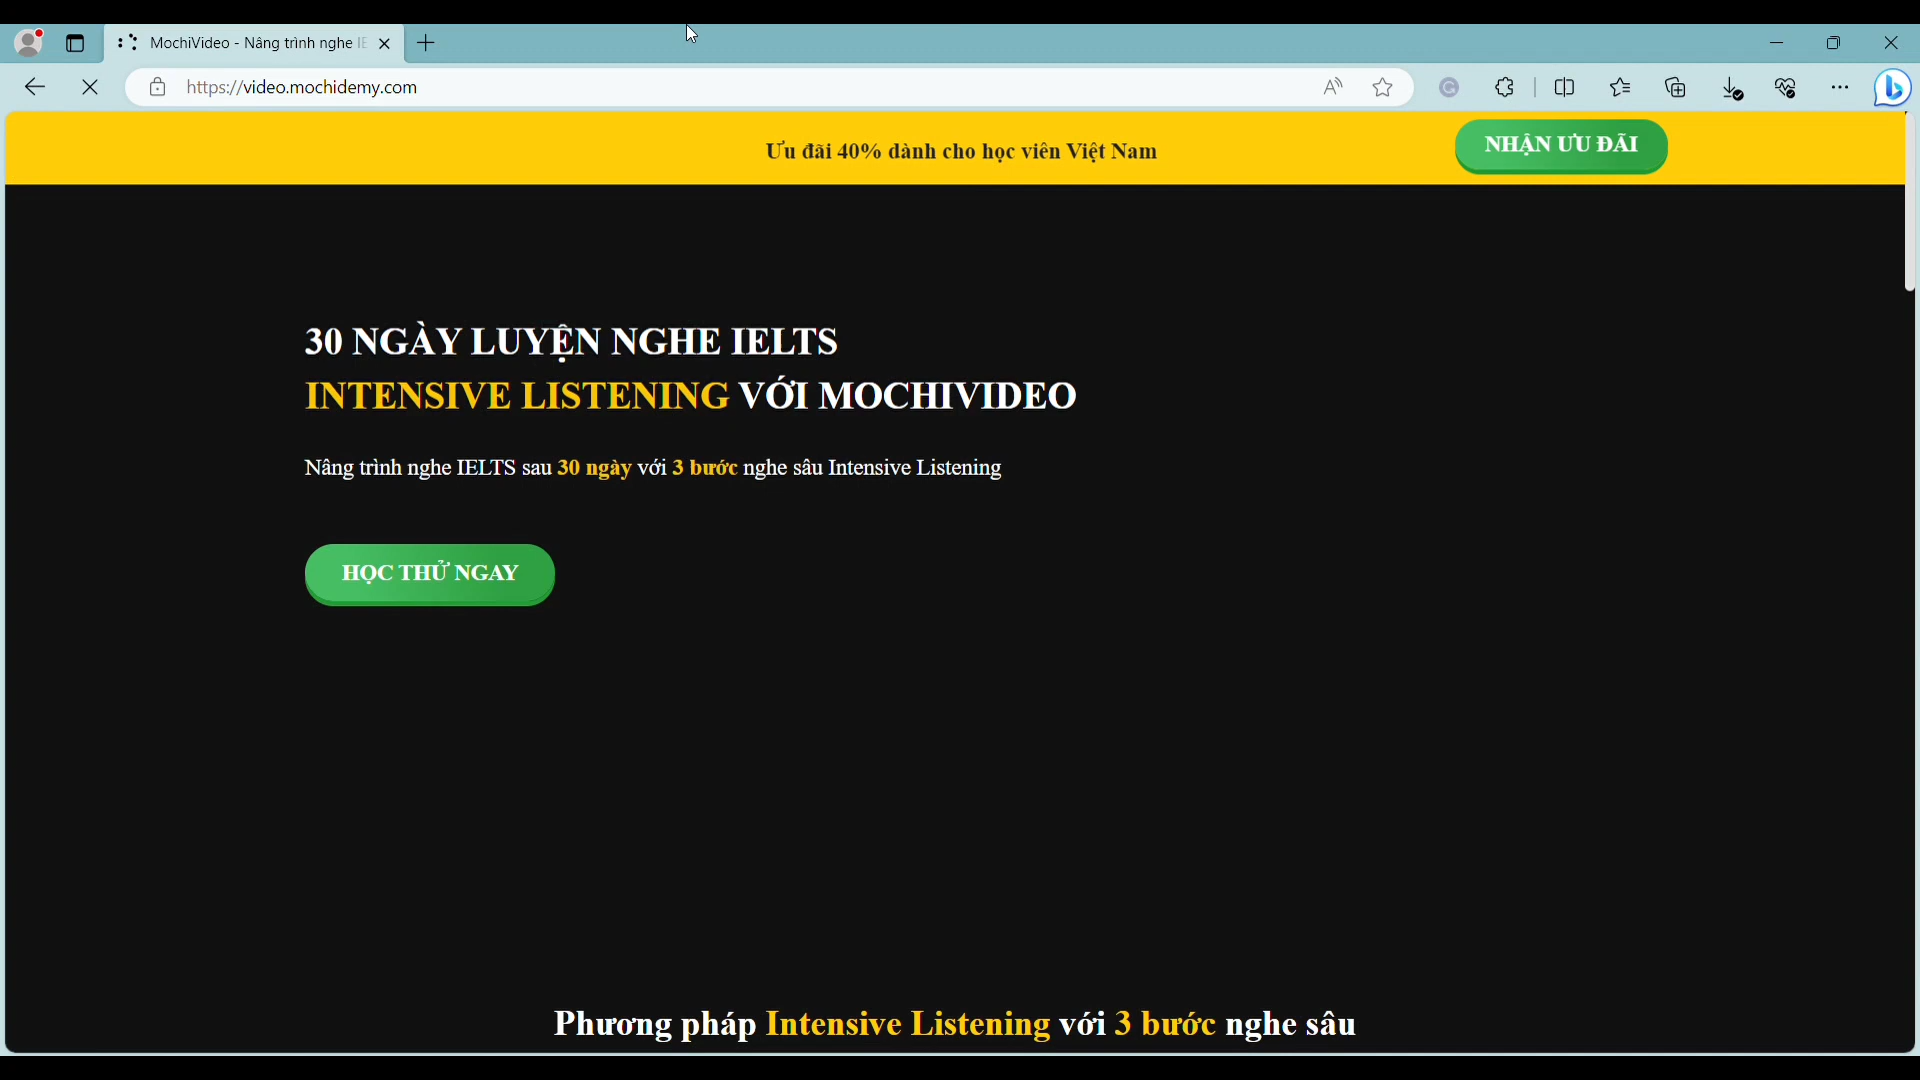 MochiVideo - Nâng trình nghe IE
https://video.mochidemy.com
Ưu đãi 40% dành cho học viên Việt Nam
NHẬN ƯU ĐÃI
30 NGÀY LUYỆN NGHE IELTS
INTENSIVE LISTENING VỚI MOCHIVIDEO
Nâng trình nghe IELTS sau 30 ngày với 3 bước nghe sâu Intensive Listening
HỌC THỬ NGAY
Phương pháp Intensive Listening với 3 bước nghe sâu